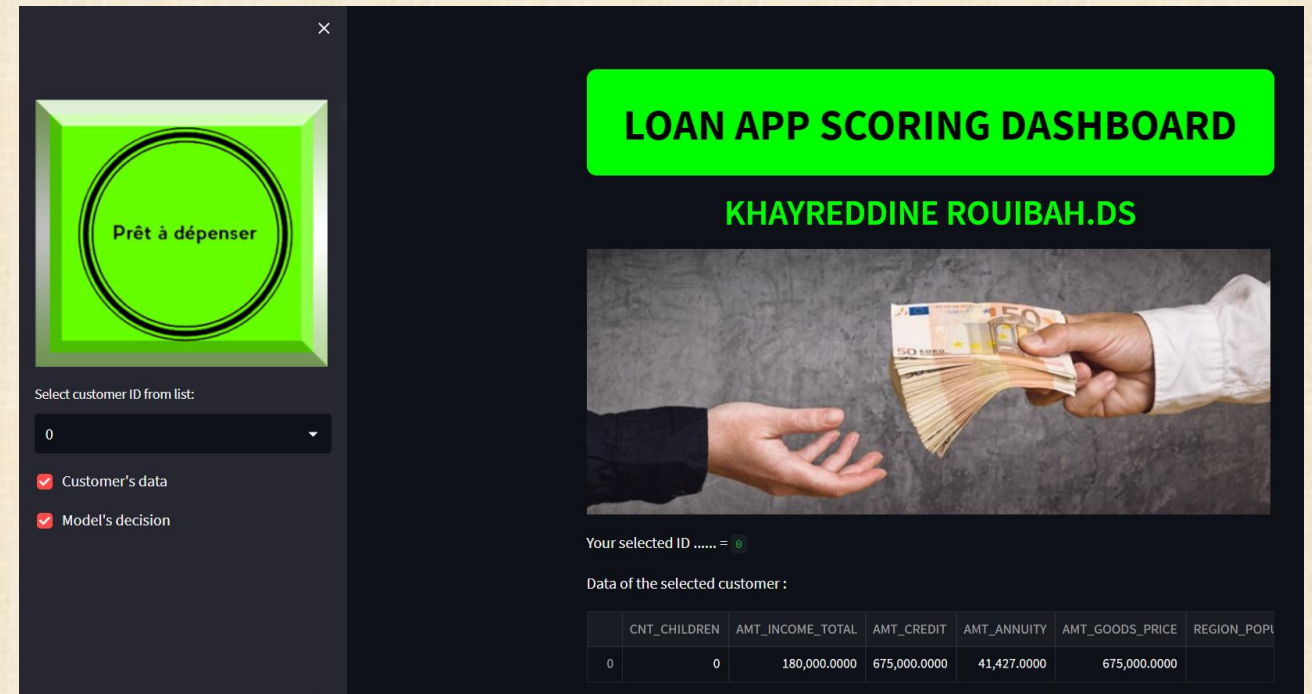 Prêt à dépenser
Select customer ID from list:
0
Customer's data
Model's decision
LOAN APP SCORING DASHBOARD
KHAYREDDINE ROUIBAH.DS
50 EURO
50
Your selected ID ...... = 0
Data of the selected customer :
CNT_CHILDREN AMT_INCOME_TOTAL AMT_CREDIT AMT_ANNUITY AMT_GOODS_PRICE REGION_POPU
0 0 180,000.0000 675,000.0000 41,427.0000 675,000.0000